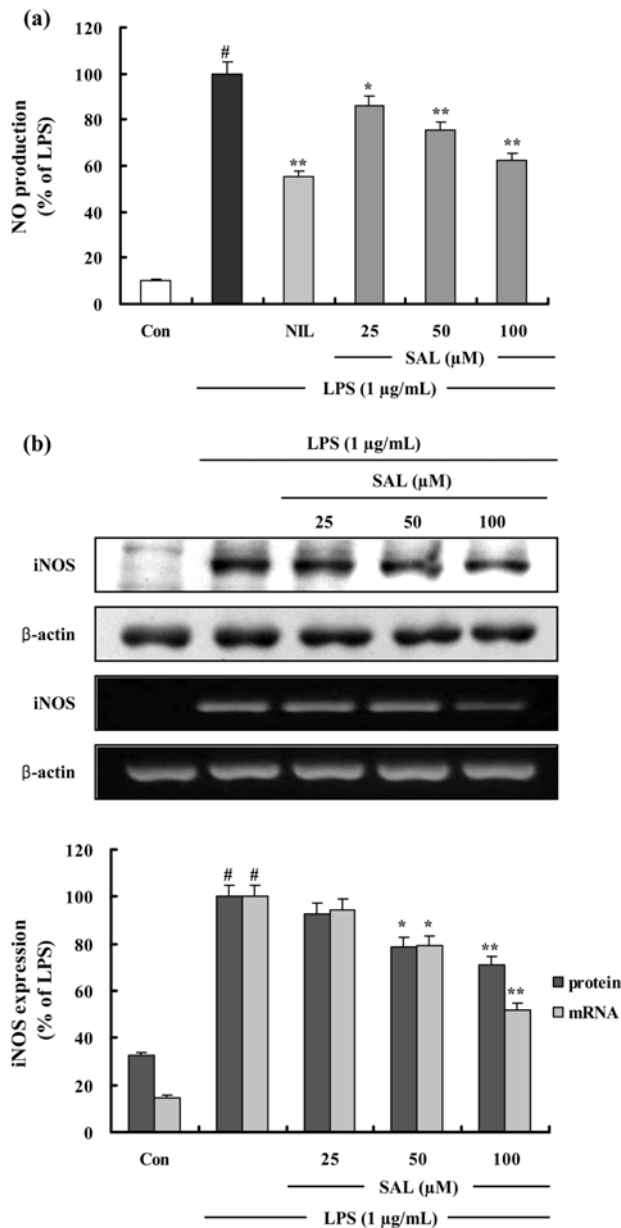 (a)
NO production
(% of LPS)
120
100
80
60
40
20
0
#
**
*
**
**
Con
NIL
25
50
100
SAL (µM)
LPS (1 µg/mL)
(b)
LPS (1 µg/mL)
SAL (µM)
25
50
100
iNOS
β-actin
iNOS
β-actin
iNOS expression
(% of LPS)
120
100
80
60
40
20
0
#
#
*
*
**
**
protein
mRNA
Con
25
50
100
SAL (µM)
LPS (1 µg/mL)